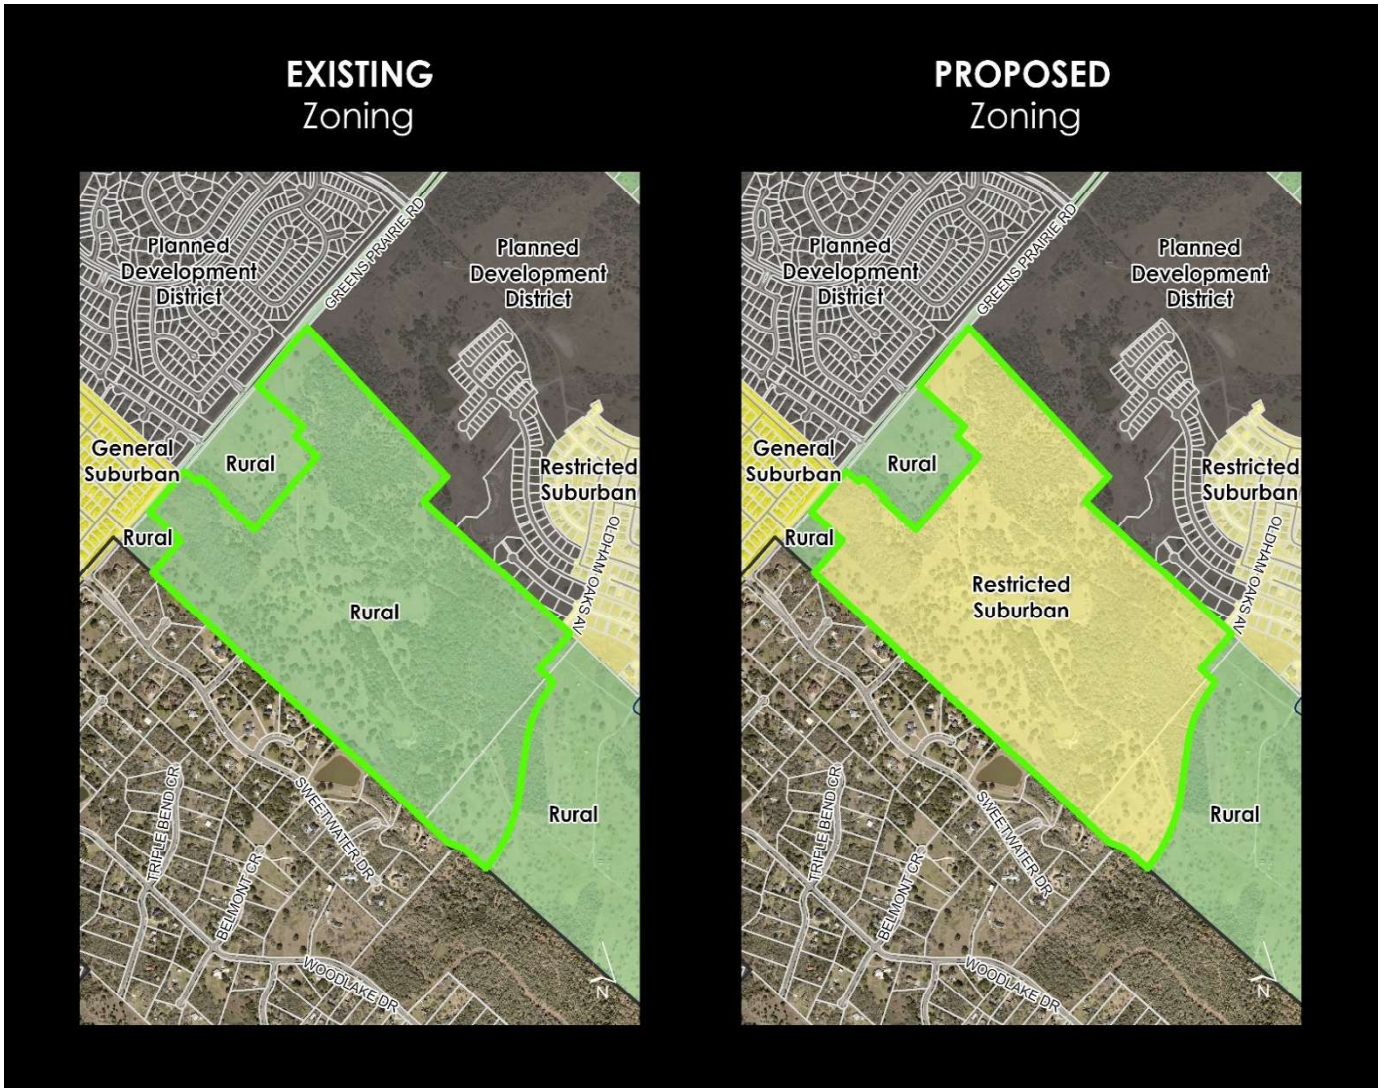 EXISTING
Zoning
Planned
Development
District
GREENS PRAIRIE RD
Planned
Development
District
General
Suburban
Rural
Restricted
Suburban
Rural
OLDHAM OAKS AV
Rural
Rural
SWEETWATER DR
TRIPLE BEND CR
BELMONT CR
WOODLAKE DR
N
PROPOSED
Zoning
Planned
Development
District
GREENS PRAIRIE RD
Planned
Development
District
General
Suburban
Rural
Restricted
Suburban
Rural
OLDHAM OAKS AV
Restricted
Suburban
Rural
SWEETWATER DR
TRIPLE BEND CR
BELMONT CR
WOODLAKE DR
N